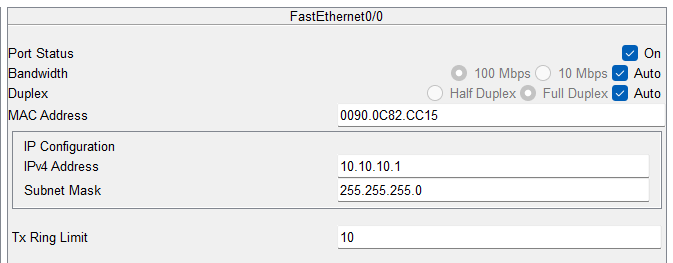 FastEthernet0/0
Port Status On
Bandwidth 100 Mbps 10 Mbps Auto
Duplex Half Duplex Full Duplex Auto
MAC Address 0090.0C82.CC15
IP Configuration
IPv4 Address 10.10.10.1
Subnet Mask 255.255.255.0
Tx Ring Limit 10